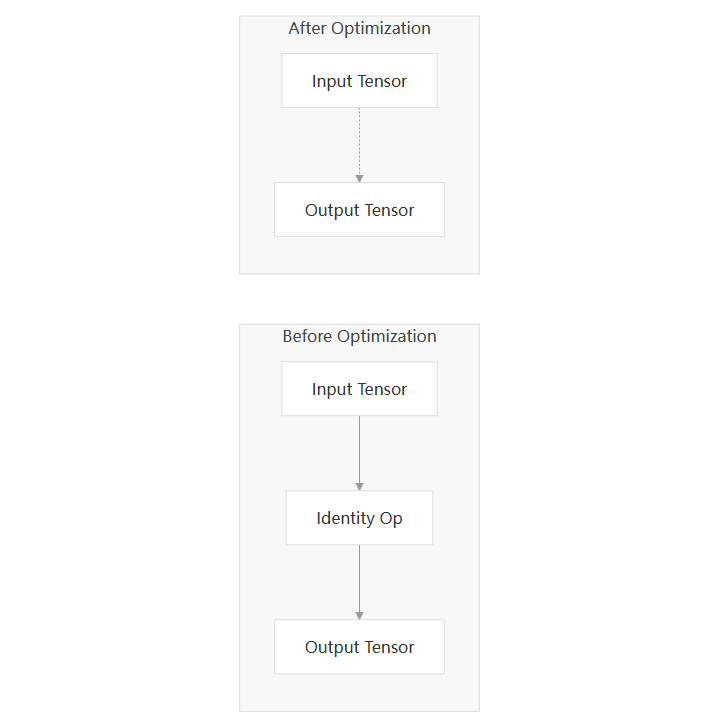 After Optimization
Input Tensor
Output Tensor
Before Optimization
Input Tensor
Identity Op
Output Tensor